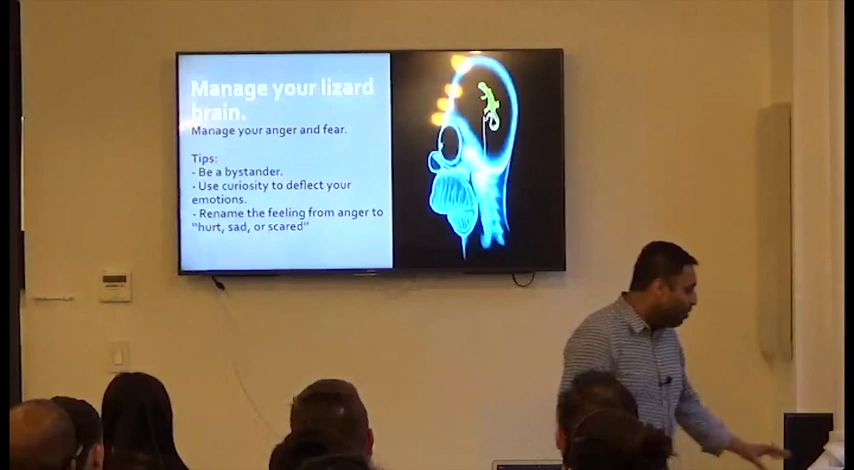 Manage your lizard
brain.
Manage your anger and fear.
Tips:
- Be a bystander.
- Use curiosity to deflect your
emotions.
- Rename the feeling from anger to
“hurt, sad, or scared”